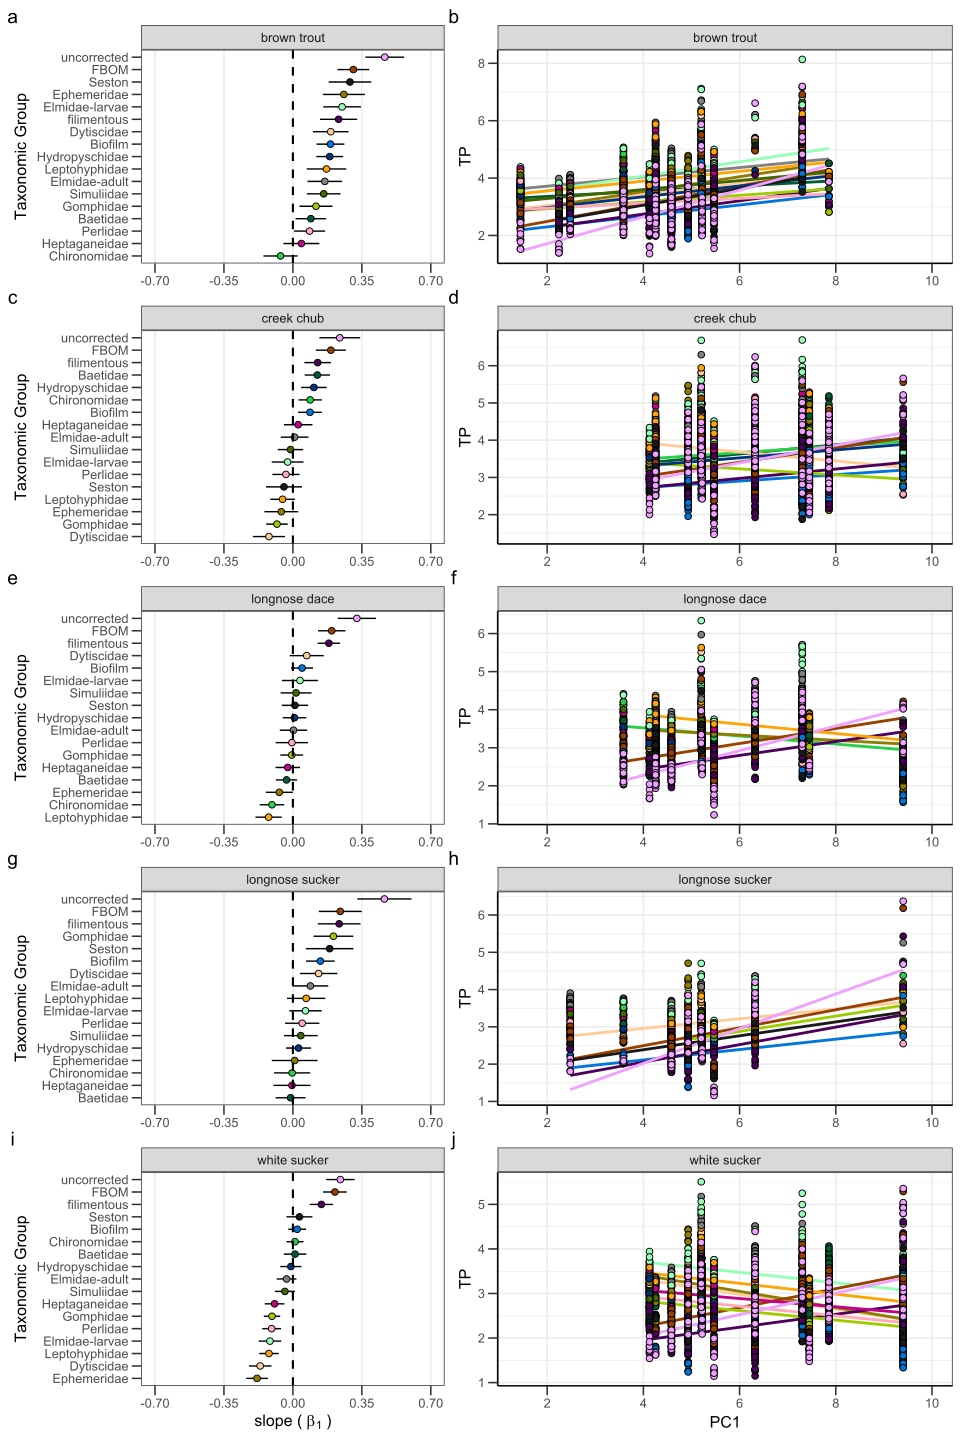 a
brown trout
Taxonomic Group
uncorrected
FBOM
Seston
Ephemeridae
Elmidae-larvae
filimentous
Dytiscidae
Biofilm
Hydropyschidae
Leptophyidae
Elmidae-adult
Simuliidae
Gomphidae
Baetidae
Perlidae
Heptaganeidae
Chironomidae
-0.70 -0.35 0.00 0.35 0.70
b
brown trout
TP
8
6
4
2
2 4 6 8 10
c
creek chub
Taxonomic Group
uncorrected
FBOM
filimentous
Baetidae
Hydropyschidae
Chironomidae
Biofilm
Heptaganeidae
Elmidae-adult
Simuliidae
Elmidae-larvae
Perlidae
Seston
Leptohyphidae
Ephemeridae
Gomphidae
Dytiscidae
-0.70 -0.35 0.00 0.35 0.70
d
creek chub
TP
6
5
4
3
2
2 4 6 8 10
e
longnose dace
Taxonomic Group
uncorrected
FBOM
filimentous
Dytiscidae
Biofilm
Elmidae-larvae
Simuliidae
Seston
Hydropyschidae
Elmidae-adult
Perlidae
Gomphidae
Heptaganeidae
Baetidae
Ephemeridae
Chironomidae
Leptohyphidae
-0.70 -0.35 0.00 0.35 0.70
f
longnose dace
TP
6
5
4
3
2
1
2 4 6 8 10
g
longnose sucker
Taxonomic Group
uncorrected
FBOM
filimentous
Gomphidae
Seston
Biofilm
Dytiscidae
Elmidae-adult
Leptohyphidae
Elmidae-larvae
Perlidae
Simuliidae
Hydropyschidae
Ephemeridae
Chironomidae
Heptaganeidae
Baetidae
-0.70 -0.35 0.00 0.35 0.70
h
longnose sucker
TP
6
5
4
3
2
1
2 4 6 8 10
i
white sucker
Taxonomic Group
uncorrected
FBOM
filimentous
Seston
Biofilm
Chironomidae
Baetidae
Hydropyschidae
Elmidae-adult
Simuliidae
Heptaganeidae
Gomphidae
Perlidae
Elmidae-larvae
Leptohyphidae
Dytiscidae
Ephemeridae
-0.70 -0.35 0.00 0.35 0.70
slope ( β₁ )
j
white sucker
TP
5
4
3
2
1
2 4 6 8 10
PC1